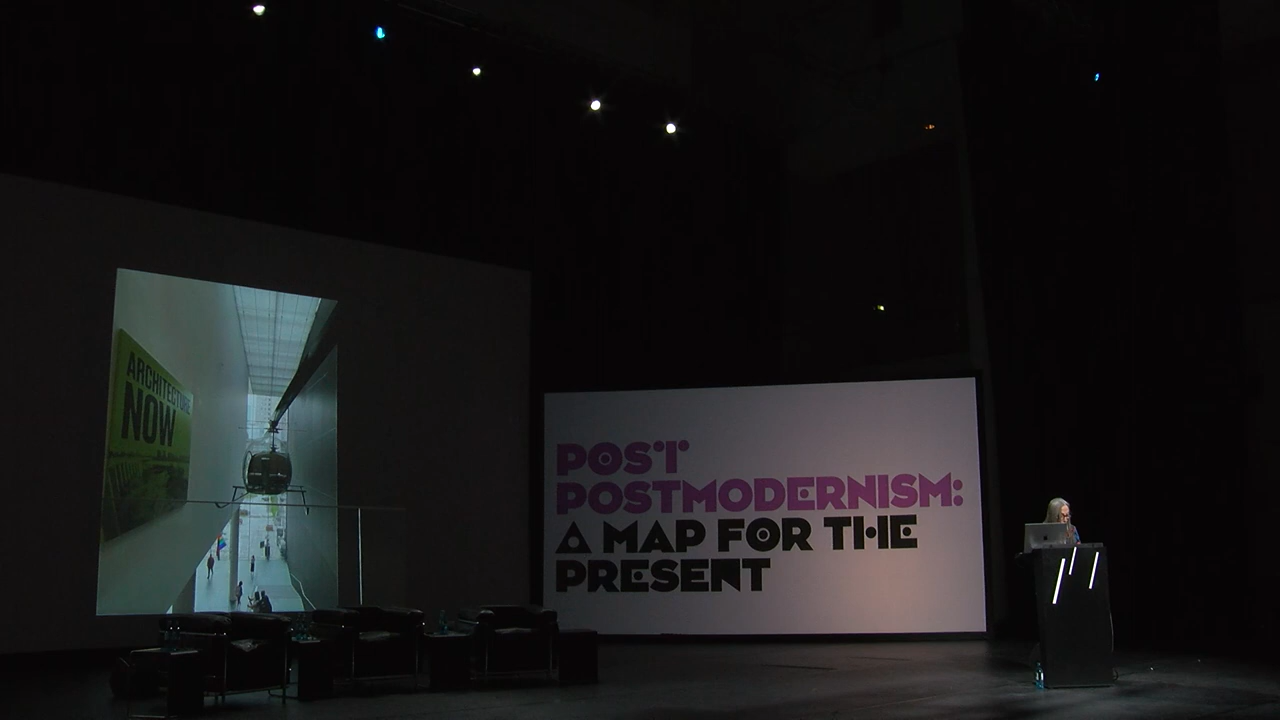 ARCHITECTURE
NOW
POST
POSTMODERNISM:
A MAP FOR THE
PRESENT